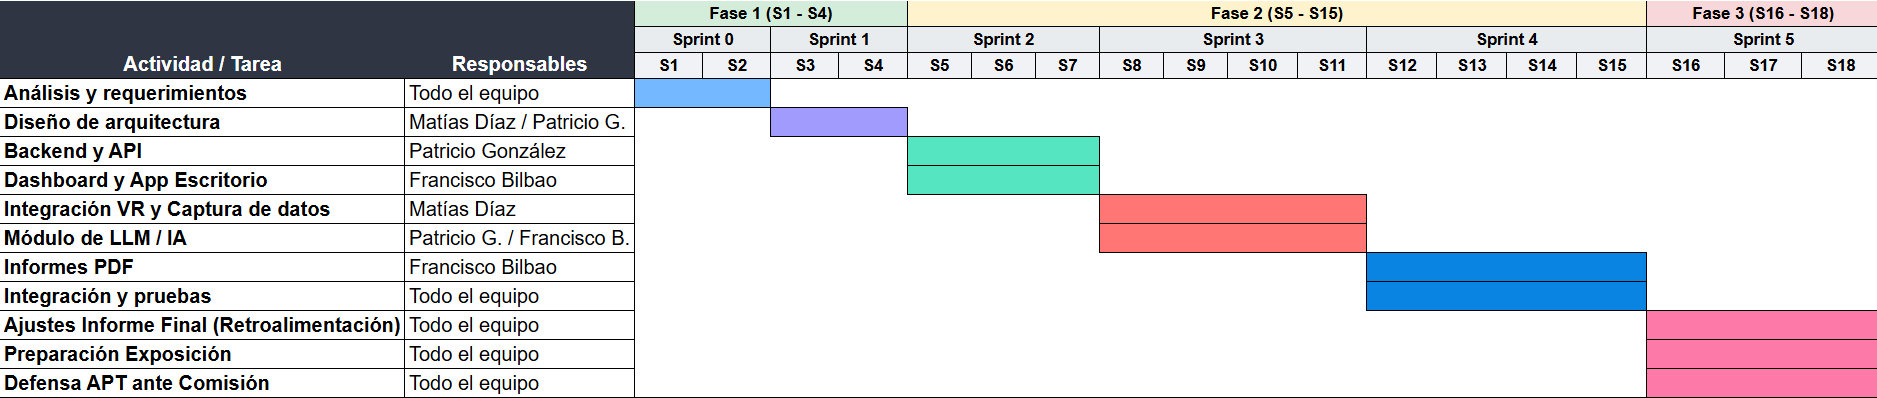 Fase 1 (S1 - S4) Fase 2 (S5 - S15) Fase 3 (S16 - S18)
Sprint 0 Sprint 1 Sprint 2 Sprint 3 Sprint 4 Sprint 5
Actividad / Tarea Responsables S1 S2 S3 S4 S5 S6 S7 S8 S9 S10 S11 S12 S13 S14 S15 S16 S17 S18
Análisis y requerimientos Todo el equipo
Diseño de arquitectura Matías Díaz / Patricio G.
Backend y API Patricio González
Dashboard y App Escritorio Francisco Bilbao
Integración VR y Captura de datos Matías Díaz
Módulo de LLM / IA Patricio G. / Francisco B.
Informes PDF Francisco Bilbao
Integración y pruebas Todo el equipo
Ajustes Informe Final (Retroalimentación) Todo el equipo
Preparación Exposición Todo el equipo
Defensa APT ante Comisión Todo el equipo